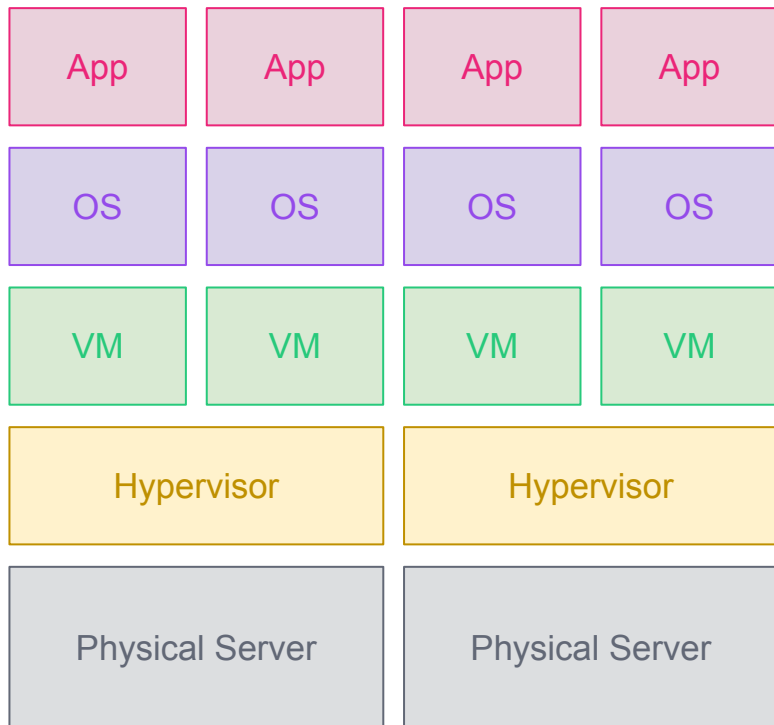 App App App App
OS OS OS OS
VM VM VM VM
Hypervisor Hypervisor
Physical Server Physical Server